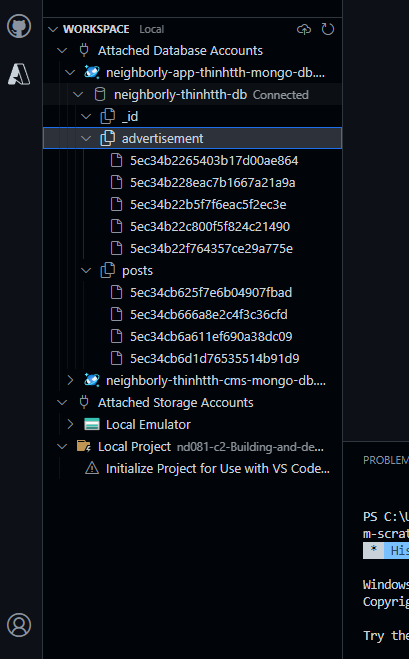 WORKSPACE Local
Attached Database Accounts
neighborly-app-thinhtth-mongo-db....
neighborly-thinhtth-db Connected
_id
advertisement
5ec34b2265403b17d00ae864
5ec34b228eac7b1667a21a9a
5ec34b22b5f7f6eac5f2ec3e
5ec34b22c800f5f824c21490
5ec34b22f764357ce29a775e
posts
5ec34cb625f7e6b04907fbad
5ec34cb666a8e2c4f3c36cfd
5ec34cb6a611ef690a38dc09
5ec34cb6d1d76535514b91d9
neighborly-thinhtth-cms-mongo-db....
Attached Storage Accounts
Local Emulator
Local Project nd081-c2-Building-and-de...
Initialize Project for Use with VS Code...
PROBLEM
PS C:\U
m-scrat
* His
Windows
Copyrig
Try the